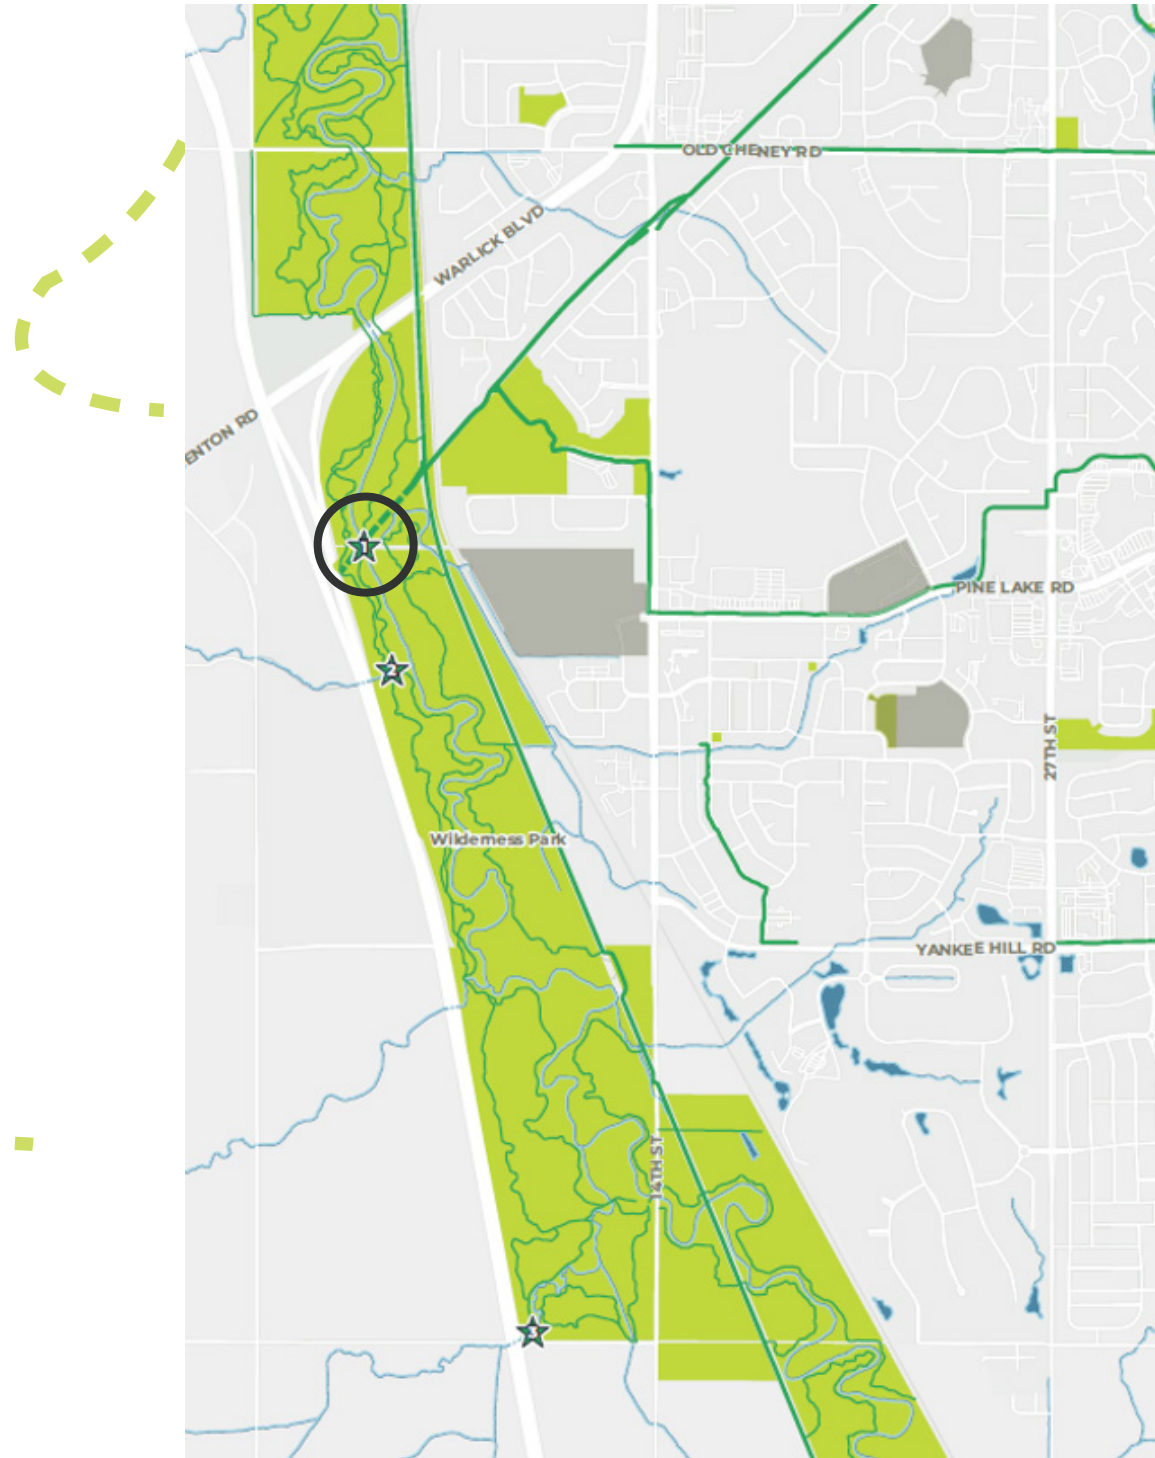 OLD CHENEY RD
WARLICK BLVD
ENTON RD
1
PINE LAKE RD
2
27TH ST
Wilderness Park
YANKEE HILL RD
14TH ST
3